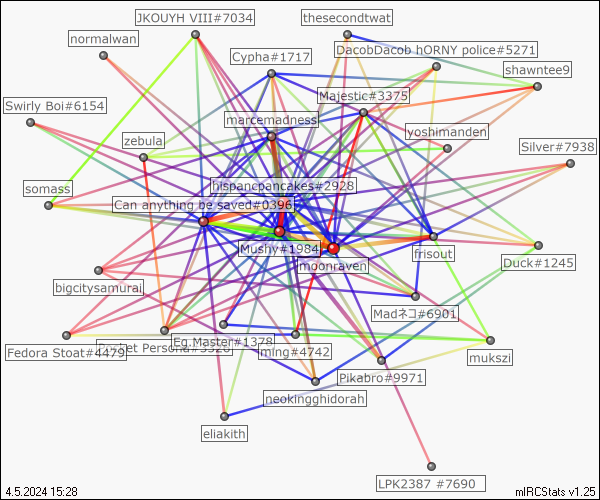 JKOUYH VIII#7034
thesecondtwat
normalwan
DacobDacob hORNY police#5271
Cypha#1717
shawntee9
Majestic#3375
Swirly Boi#6154
marcemadness
yoshimanden
zebula
Silver#7938
hispancpancakes#2928
somass
Can anything be saved#0396
Mushy#1984
frisout
moonraven
Duck#1245
bigcitysamurai
Madネコ#6901
Eg.Master#1378
Fedora Stoat#4479
ming#4742
mukszi
Pikabro#9971
neokingghidorah
eliakith
LPK2387 #7690
4.5.2024 15:28
mIRCStats v1.25